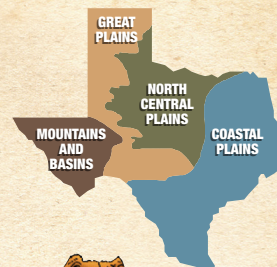 GREAT
PLAINS
NORTH
CENTRAL
PLAINS
MOUNTAINS
AND
BASINS
COASTAL
PLAINS